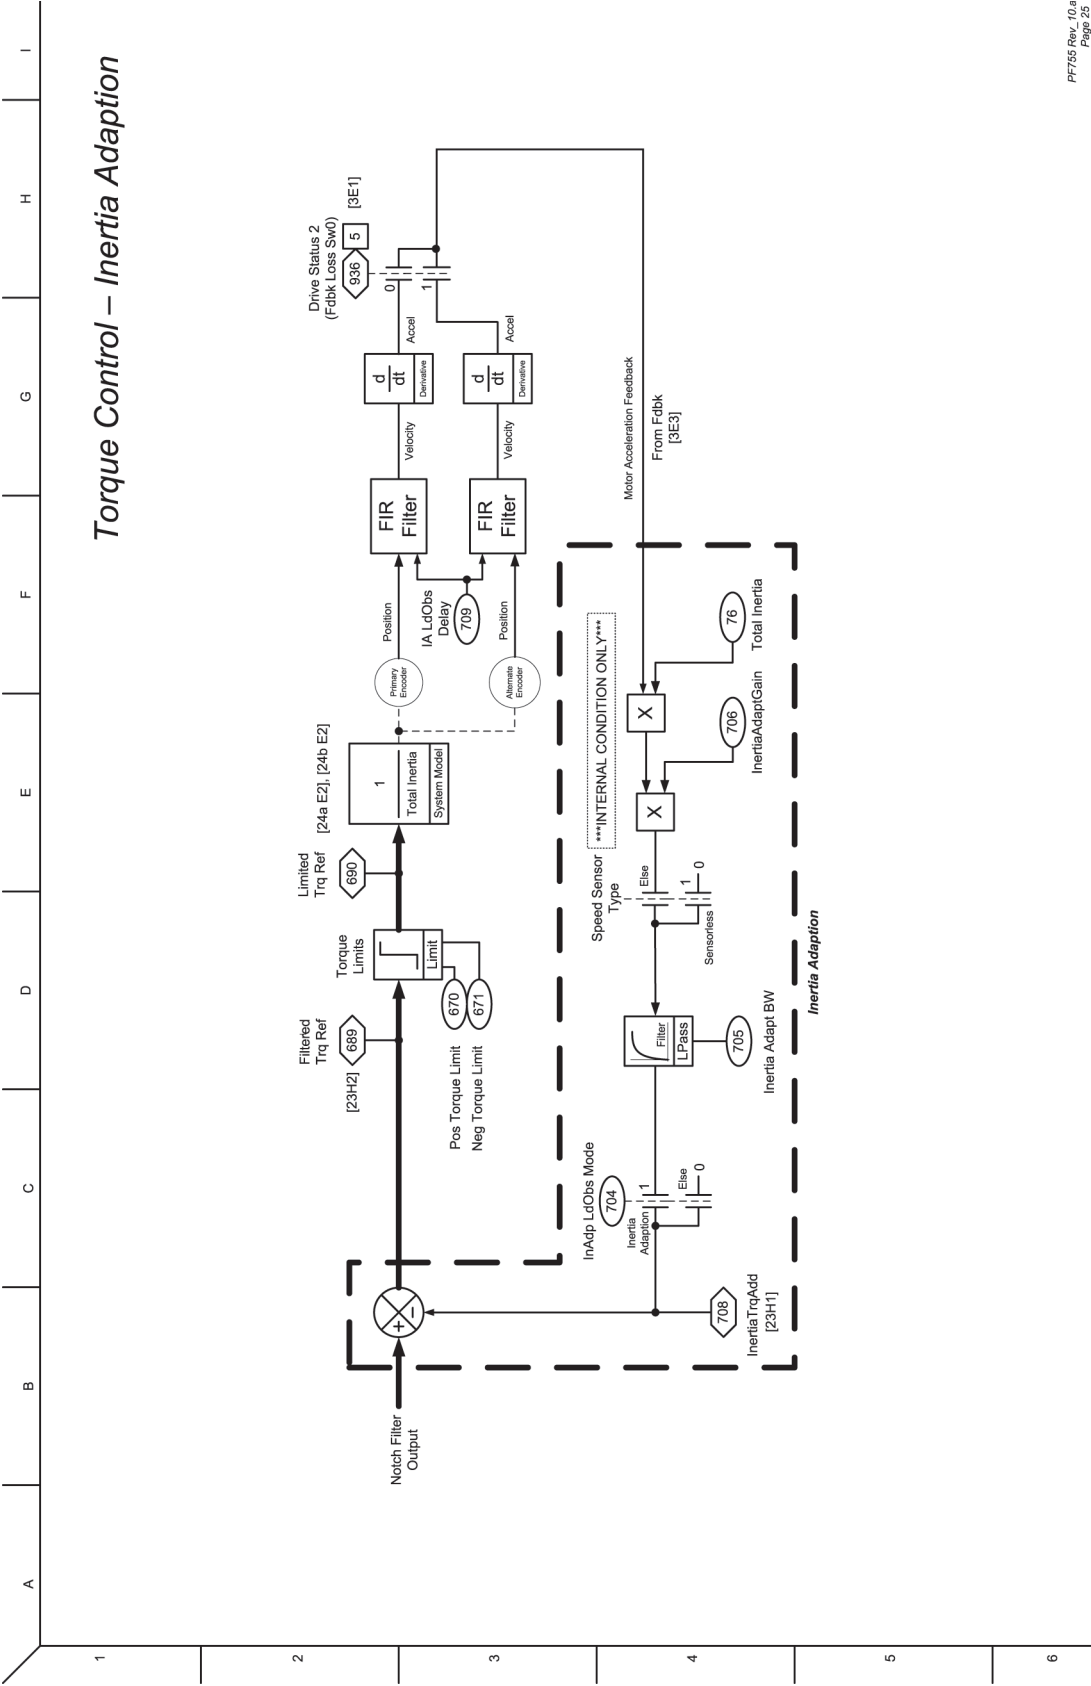 A
B
C
D
E
F
G
H
I
1
2
3
4
5
6
Torque Control – Inertia Adaption
Notch Filter
Output
+
–
Filtered
Trq Ref
689
[23H2]
Torque
Limits
Limit
670
671
Pos Torque Limit
Neg Torque Limit
Limited
Trq Ref
690
[24a E2], [24b E2]
1
Total Inertia
System Model
Primary
Encoder
Alternate
Encoder
Position
Position
IA LdObs
Delay
709
FIR
Filter
FIR
Filter
Velocity
Velocity
d
dt
Derivative
d
dt
Derivative
Accel
Accel
Drive Status 2
(Fdbk Loss Sw0)
936
5
[3E1]
0
1
Motor Acceleration Feedback
From Fdbk
[3E3]
***INTERNAL CONDITION ONLY***
X
X
76
Total Inertia
706
InertiaAdaptGain
Speed Sensor
Type
Else
1
0
Sensorless
Filter
LPass
705
Inertia Adapt BW
InAdp LdObs Mode
704
1
Inertia
Adaption
Else
0
708
InertiaTrqAdd
[23H1]
Inertia Adaption
PF755 Rev_10.a
Page 25